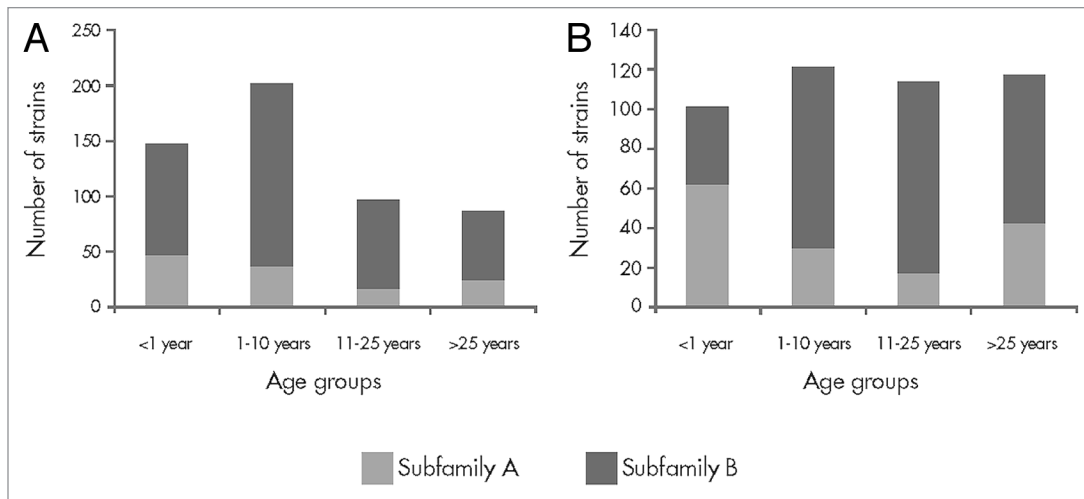 A
Number of strains
250
200
150
100
50
0
<1 year
1-10 years
11-25 years
>25 years
Age groups
B
Number of strains
140
120
100
80
60
40
20
0
<1 year
1-10 years
11-25 years
>25 years
Age groups
Subfamily A
Subfamily B